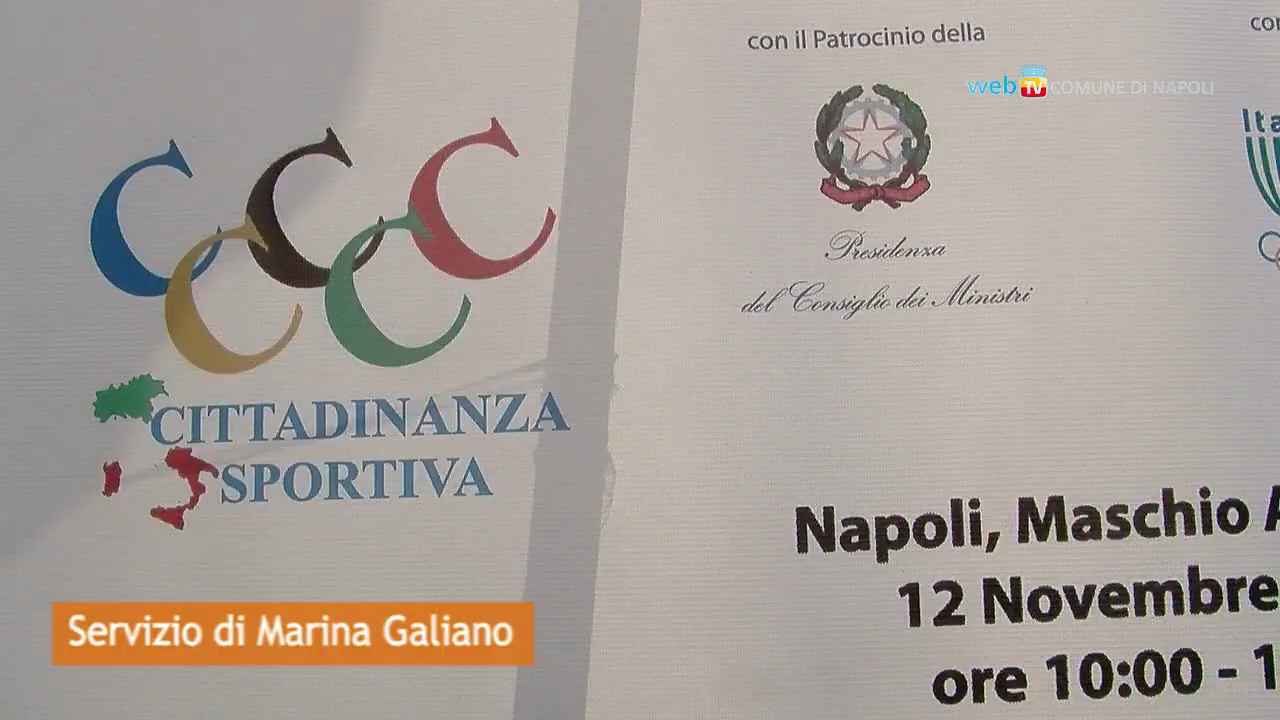 con il Patrocinio della
web TV COMUNE DI NAPOLI
Presidenza
del Consiglio dei Ministri
CITTADINANZA
SPORTIVA
Napoli, Maschio
12 Novembre
ore 10:00 - 1
Servizio di Marina Galiano